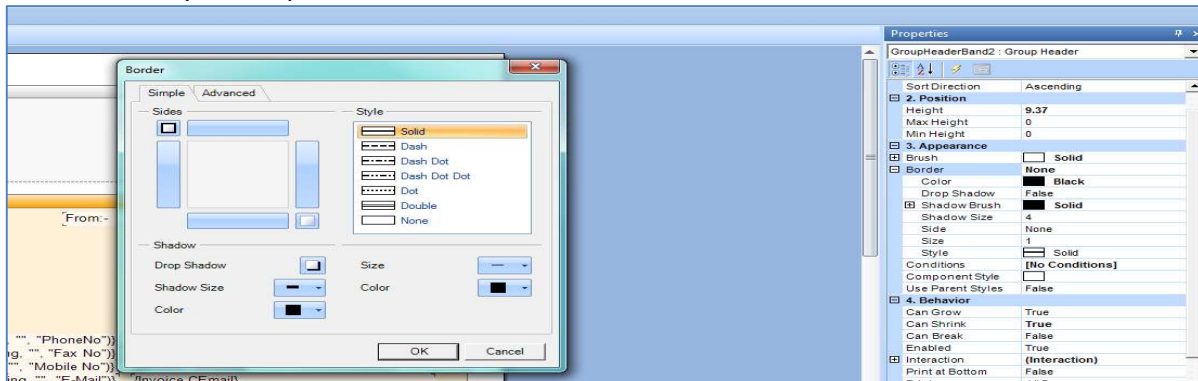 Properties
GroupHeaderBand2 : Group Header
Border
Simple Advanced
Sides
Style
Solid
Dash
Dash Dot
Dash Dot Dot
Dot
Double
None
Shadow
Drop Shadow
Size
Shadow Size
Color
Color
OK Cancel
From:-
, "", "PhoneNo")}
ng, "", "Fax No")}
"", "Mobile No")}
ing, "", "E-Mail")} {Invoice.CEmail}
Sort Direction Ascending
2. Position
Height 9.37
Max Height 0
Min Height 0
3. Appearance
Brush Solid
Border None
Color Black
Drop Shadow False
Shadow Brush Solid
Shadow Size 4
Side None
Size 1
Style Solid
Conditions [No Conditions]
Component Style
Use Parent Styles False
4. Behavior
Can Grow True
Can Shrink True
Can Break False
Enabled True
Interaction (Interaction)
Print at Bottom False